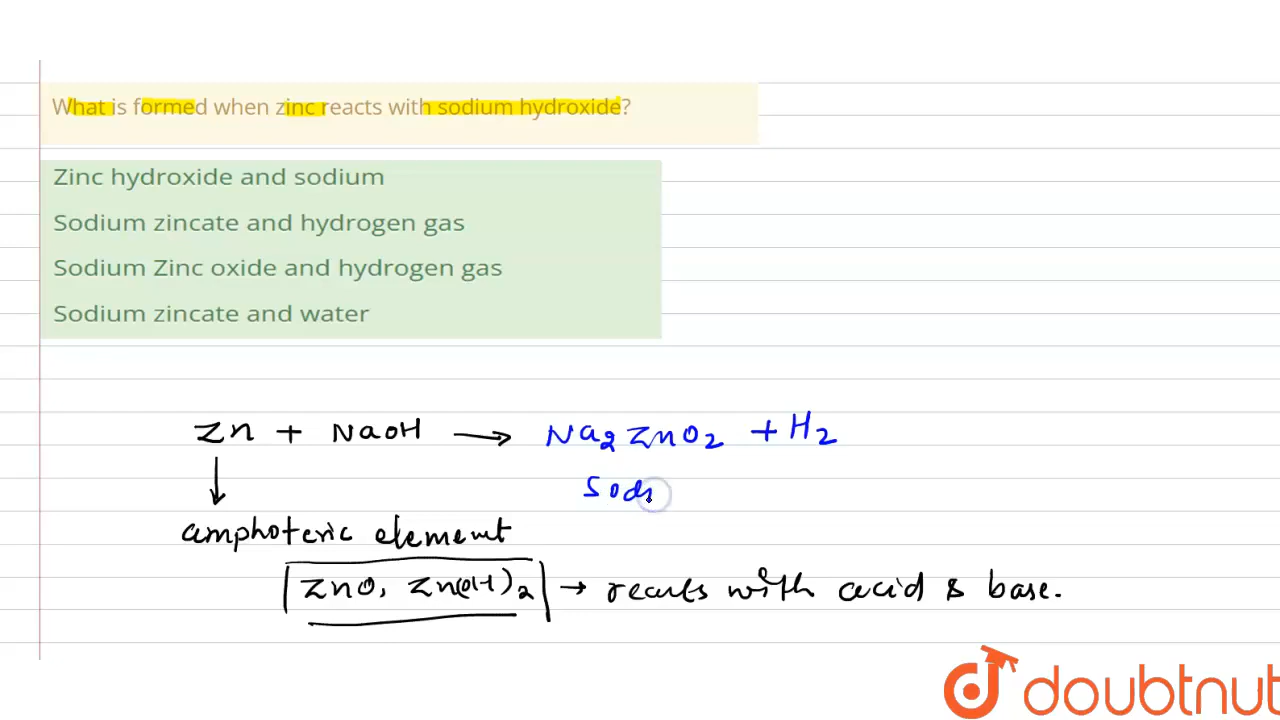 What is formed when zinc reacts with sodium hydroxide?
Zinc hydroxide and sodium
Sodium zincate and hydrogen gas
Sodium Zinc oxide and hydrogen gas
Sodium zincate and water
Zn + NaOH → Na2ZnO2 + H2
Sodi
↓
amphoteric element
ZnO, Zn(OH)2 → reacts with acid & base.
doubtnut